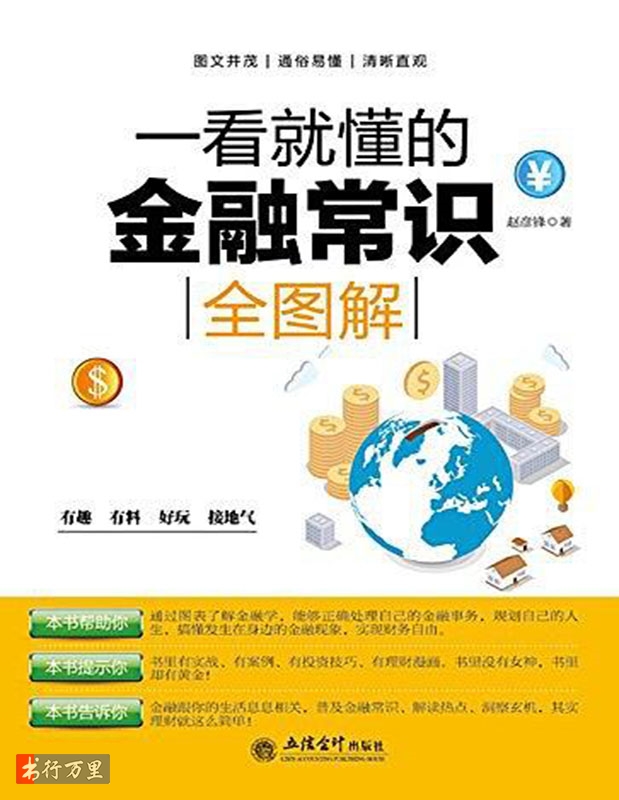 图文并茂 | 通俗易懂 | 清晰直观
一看就懂的
¥
金融常识
赵彦锋◎著
全图解
$
$
有趣 有料 好玩 接地气
本书帮助你
通过图表了解金融学,能够正确处理自己的金融事务,规划自己的人
生,搞懂发生在身边的金融现象,实现财务自由。
本书提示你
书里有实战、有案例、有投资技巧、有理财漫画。书里没有女神,书里
却有黄金!
本书告诉你
金融跟你的生活息息相关,普及金融常识、解读热点、洞察玄机,其实
理财就这么简单!
立信会计出版社
LIXIN ACCOUNTING PUBLISHING HOUSE
书行万里